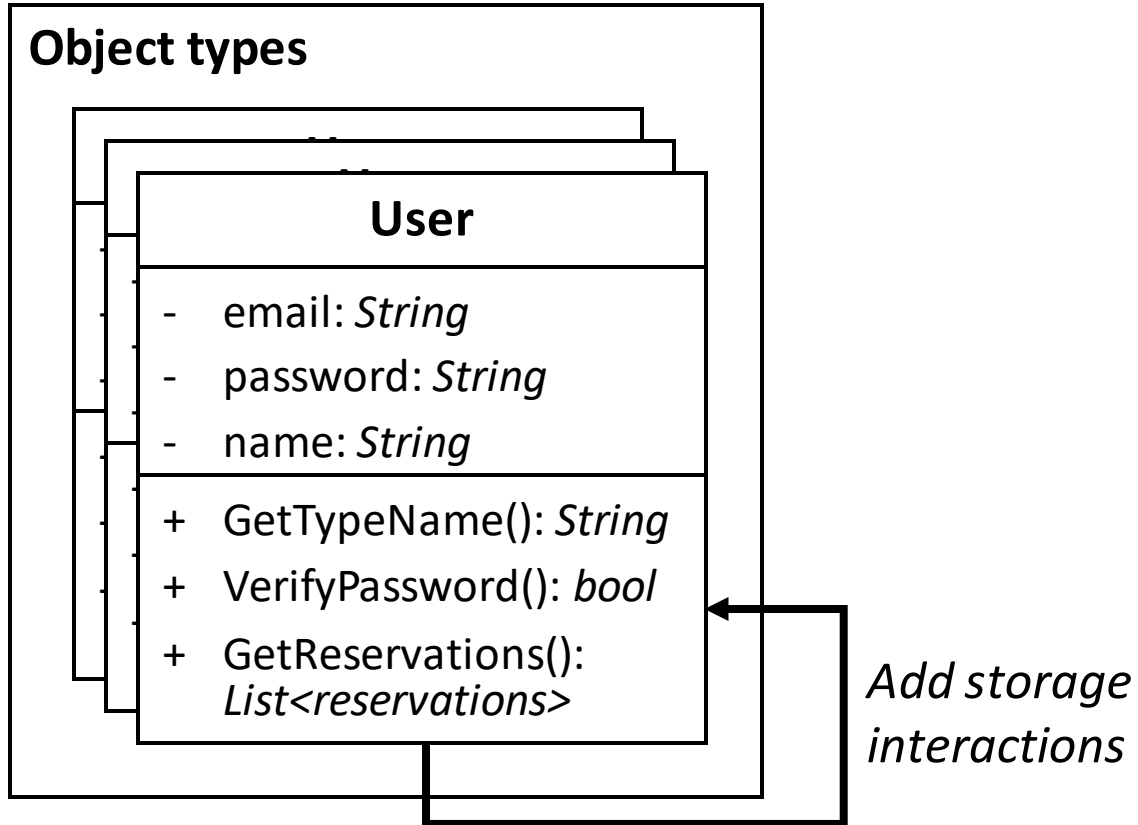 Object types
User
- email: String
- password: String
- name: String
+ GetTypeName(): String
+ VerifyPassword(): bool
+ GetReservations():
List<reservations>
Add storage
interactions